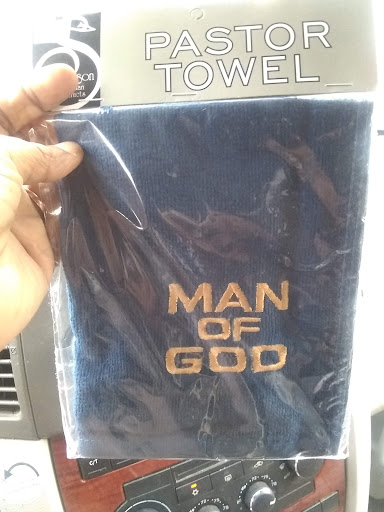 PASTOR
TOWEL
MAN
OF
GOD
C/T